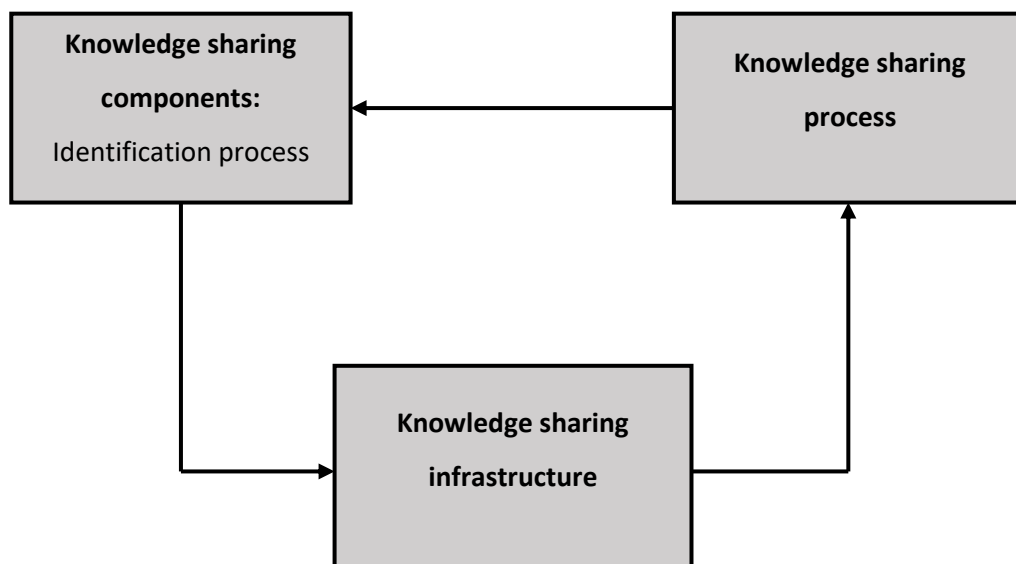 Knowledge sharing
components:
Identification process
Knowledge sharing
process
Knowledge sharing
infrastructure